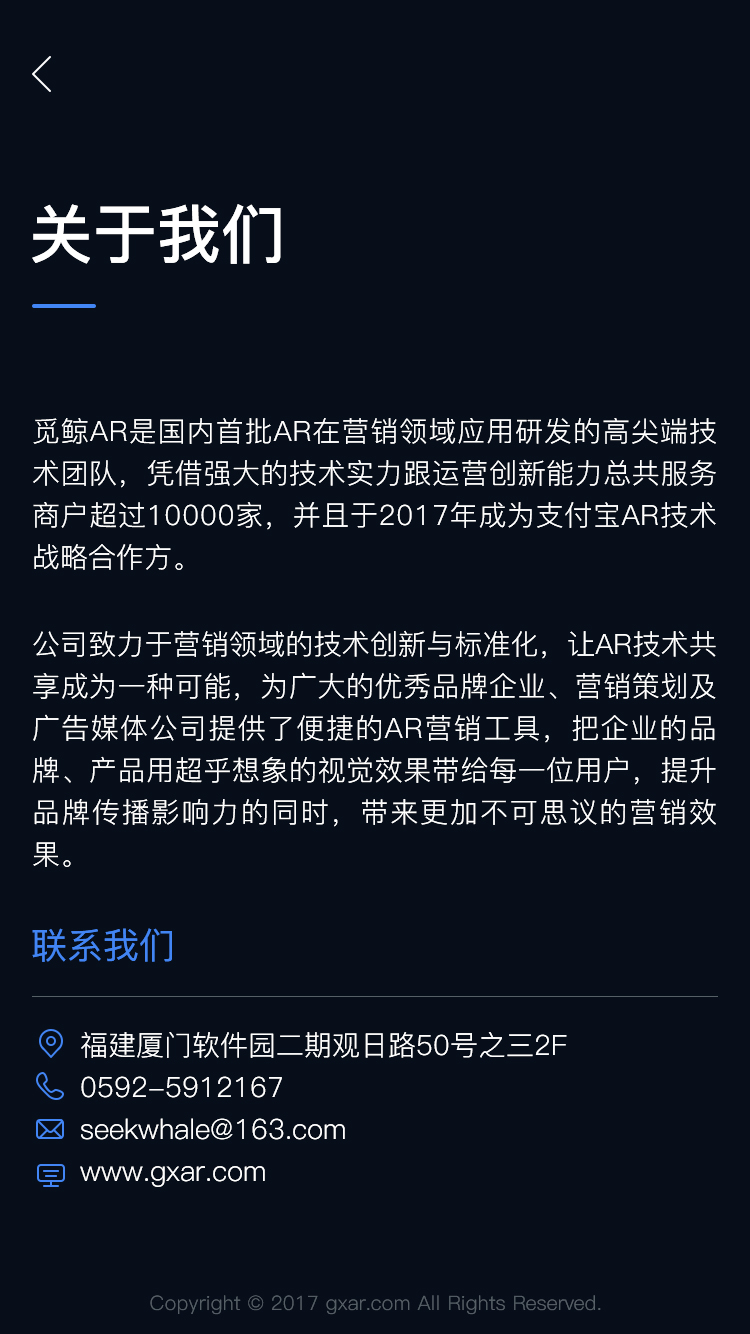 关于我们
觅鲸AR是国内首批AR在营销领域应用研发的高尖端技
术团队，凭借强大的技术实力跟运营创新能力总共服务
商户超过10000家，并且于2017年成为支付宝AR技术
战略合作方。
公司致力于营销领域的技术创新与标准化，让AR技术共
享成为一种可能，为广大的优秀品牌企业、营销策划及
广告媒体公司提供了便捷的AR营销工具，把企业的品
牌、产品用超乎想象的视觉效果带给每一位用户，提升
品牌传播影响力的同时，带来更加不可思议的营销效
果。
联系我们
福建厦门软件园二期观日路50号之三2F
0592-5912167
seekwhale@163.com
www.gxar.com
Copyright © 2017 gxar.com All Rights Reserved.